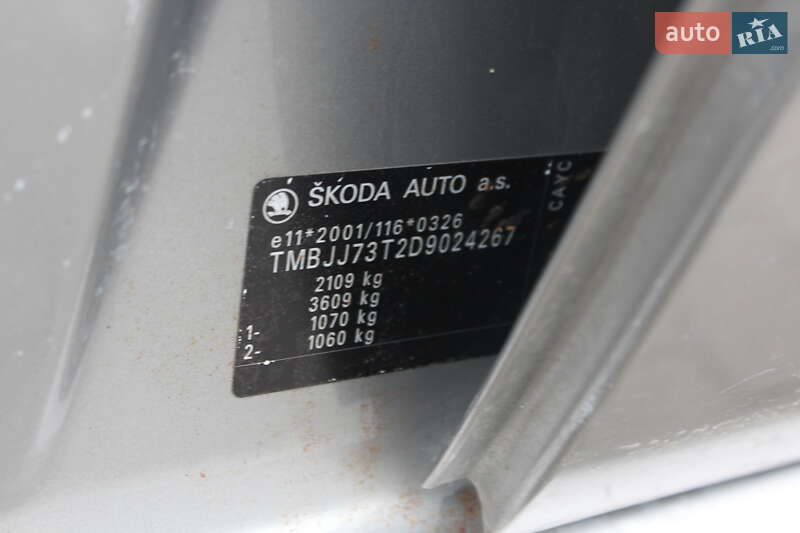 auto RIA
.com
ŠKODA AUTO a.s.
CAYC
e11*2001/116*0326
TMBJJ73T2D9024267
2109 kg
3609 kg
1- 1070 kg
2- 1060 kg